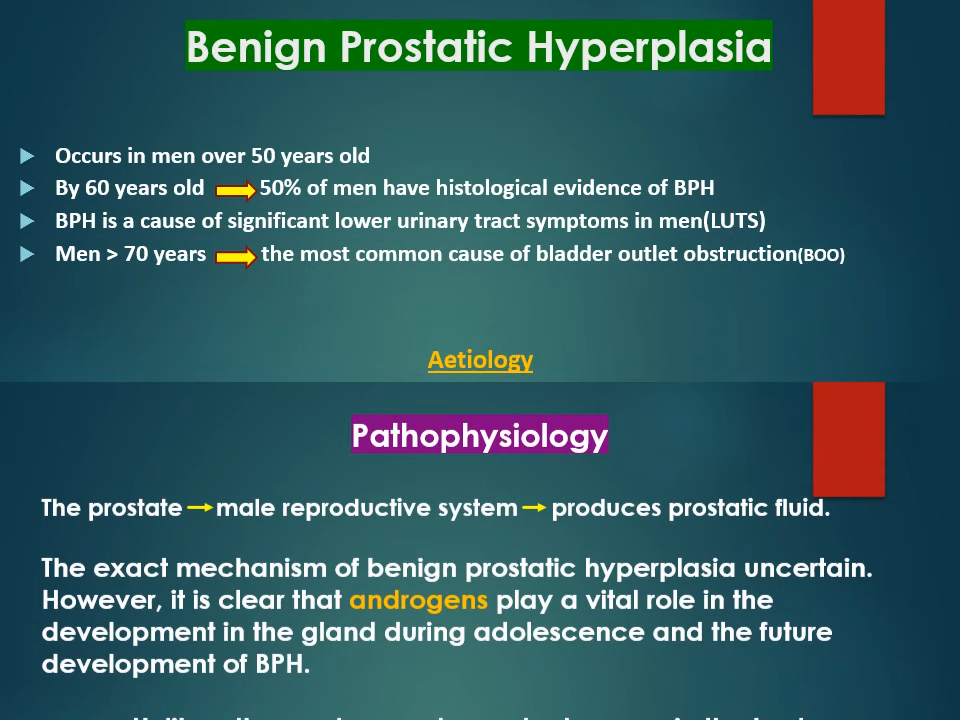 Benign Prostatic Hyperplasia
Occurs in men over 50 years old
By 60 years old 50% of men have histological evidence of BPH
BPH is a cause of significant lower urinary tract symptoms in men(LUTS)
Men > 70 years the most common cause of bladder outlet obstruction(BOO)
Aetiology
Pathophysiology
The prostate → male reproductive system → produces prostatic fluid.
The exact mechanism of benign prostatic hyperplasia uncertain.
However, it is clear that androgens play a vital role in the
development in the gland during adolescence and the future
development of BPH.